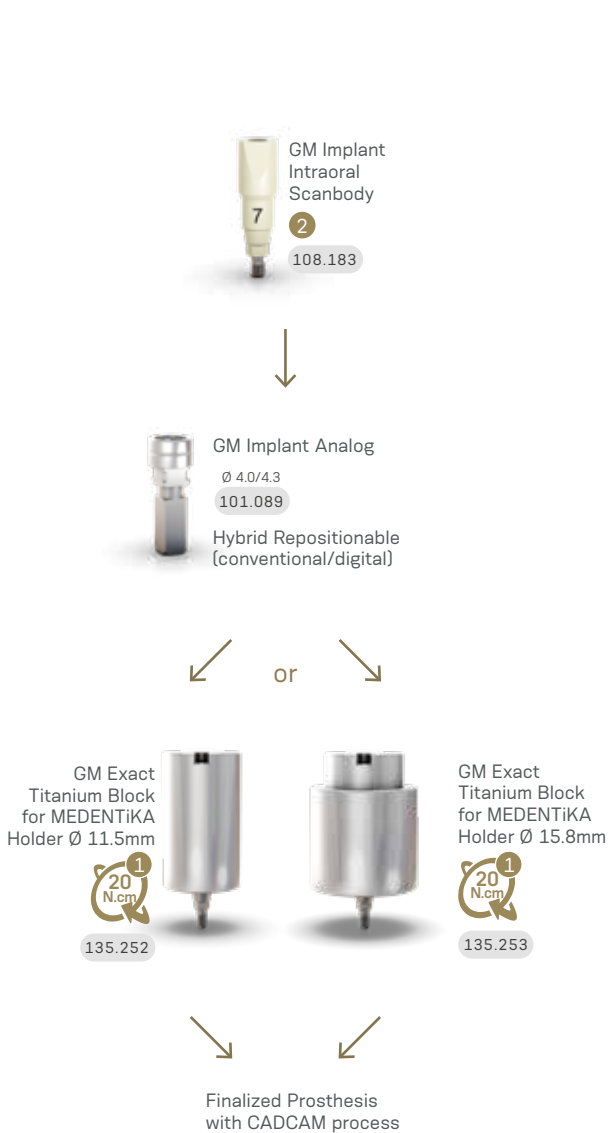 GM Implant
Intraoral
Scanbody
7
2
108.183
GM Implant Analog
Ø 4.0/4.3
101.089
Hybrid Repositionable
(conventional/digital)
or
GM Exact
Titanium Block
for MEDENTiKA
Holder Ø 11.5mm
1
20
N.cm
135.252
GM Exact
Titanium Block
for MEDENTiKA
Holder Ø 15.8mm
1
20
N.cm
135.253
Finalized Prosthesis
with CADCAM process